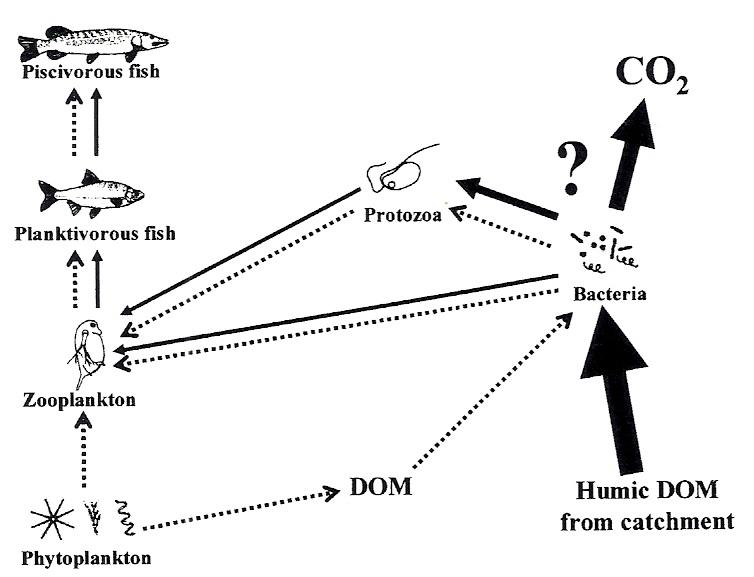 Piscivorous fish
CO₂
?
Protozoa
Planktivorous fish
Bacteria
Zooplankton
DOM
Humic DOM
from catchment
Phytoplankton